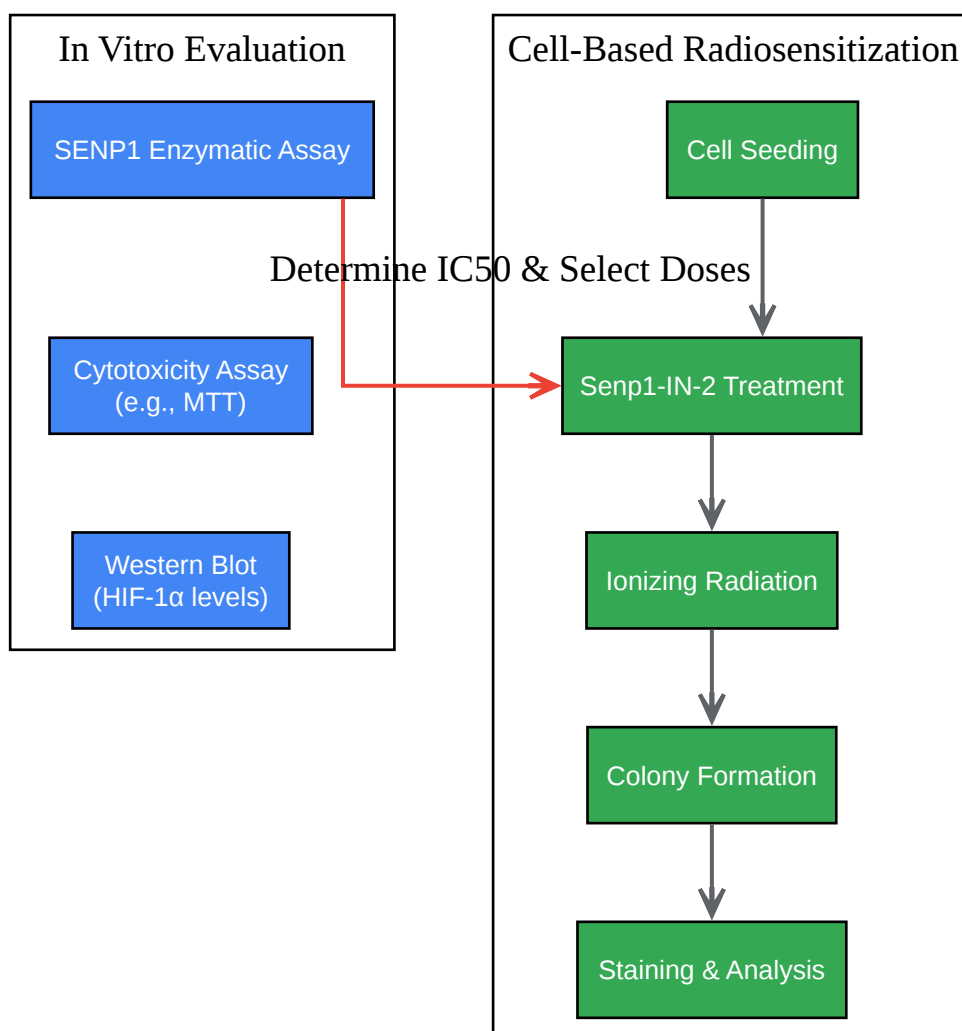 In Vitro Evaluation
SENP1 Enzymatic Assay
Cytotoxicity Assay
(e.g., MTT)
Western Blot
(HIF-1α levels)
Determine IC50 & Select Doses
Cell-Based Radiosensitization
Cell Seeding
Senp1-IN-2 Treatment
Ionizing Radiation
Colony Formation
Staining & Analysis